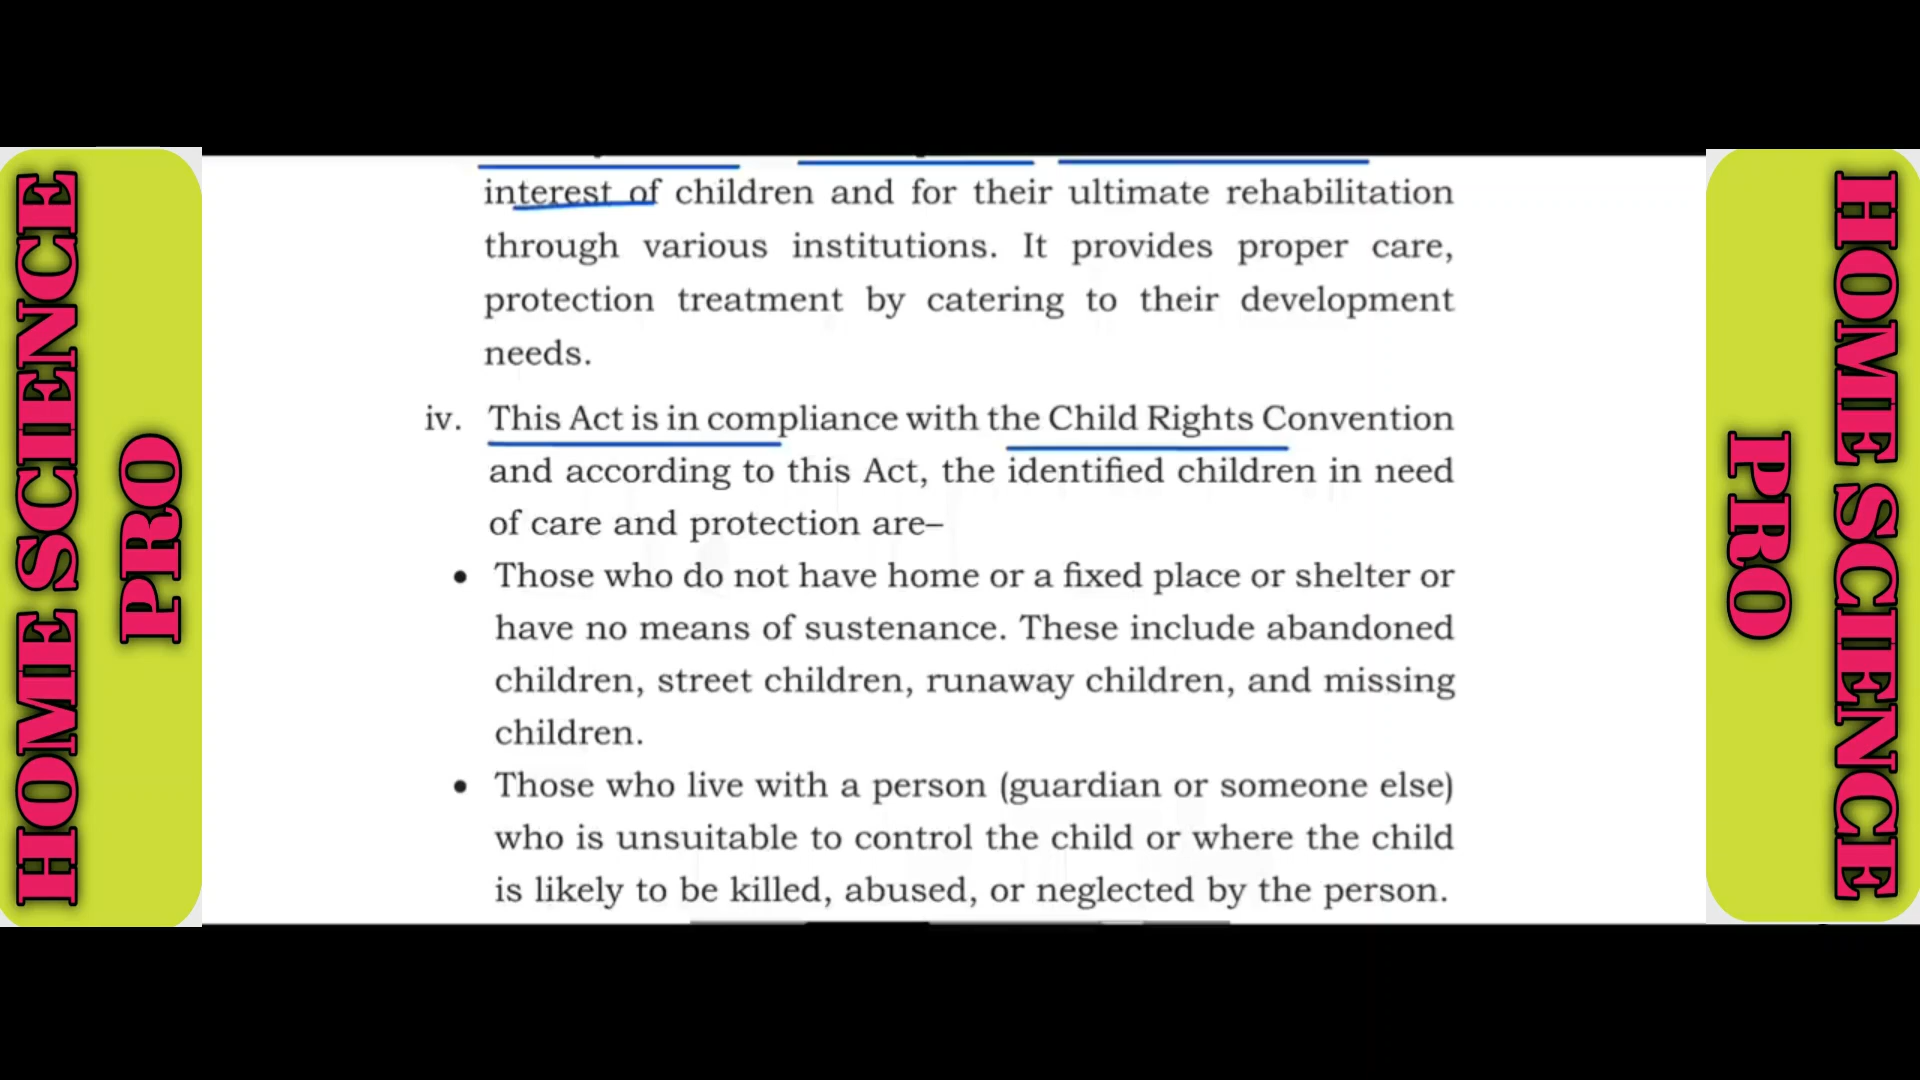 HOME SCIENCE
PRO
interest of children and for their ultimate rehabilitation
through various institutions. It provides proper care,
protection treatment by catering to their development
needs.
iv. This Act is in compliance with the Child Rights Convention
and according to this Act, the identified children in need
of care and protection are–
• Those who do not have home or a fixed place or shelter or
have no means of sustenance. These include abandoned
children, street children, runaway children, and missing
children.
• Those who live with a person (guardian or someone else)
who is unsuitable to control the child or where the child
is likely to be killed, abused, or neglected by the person.
HOME SCIENCE
PRO